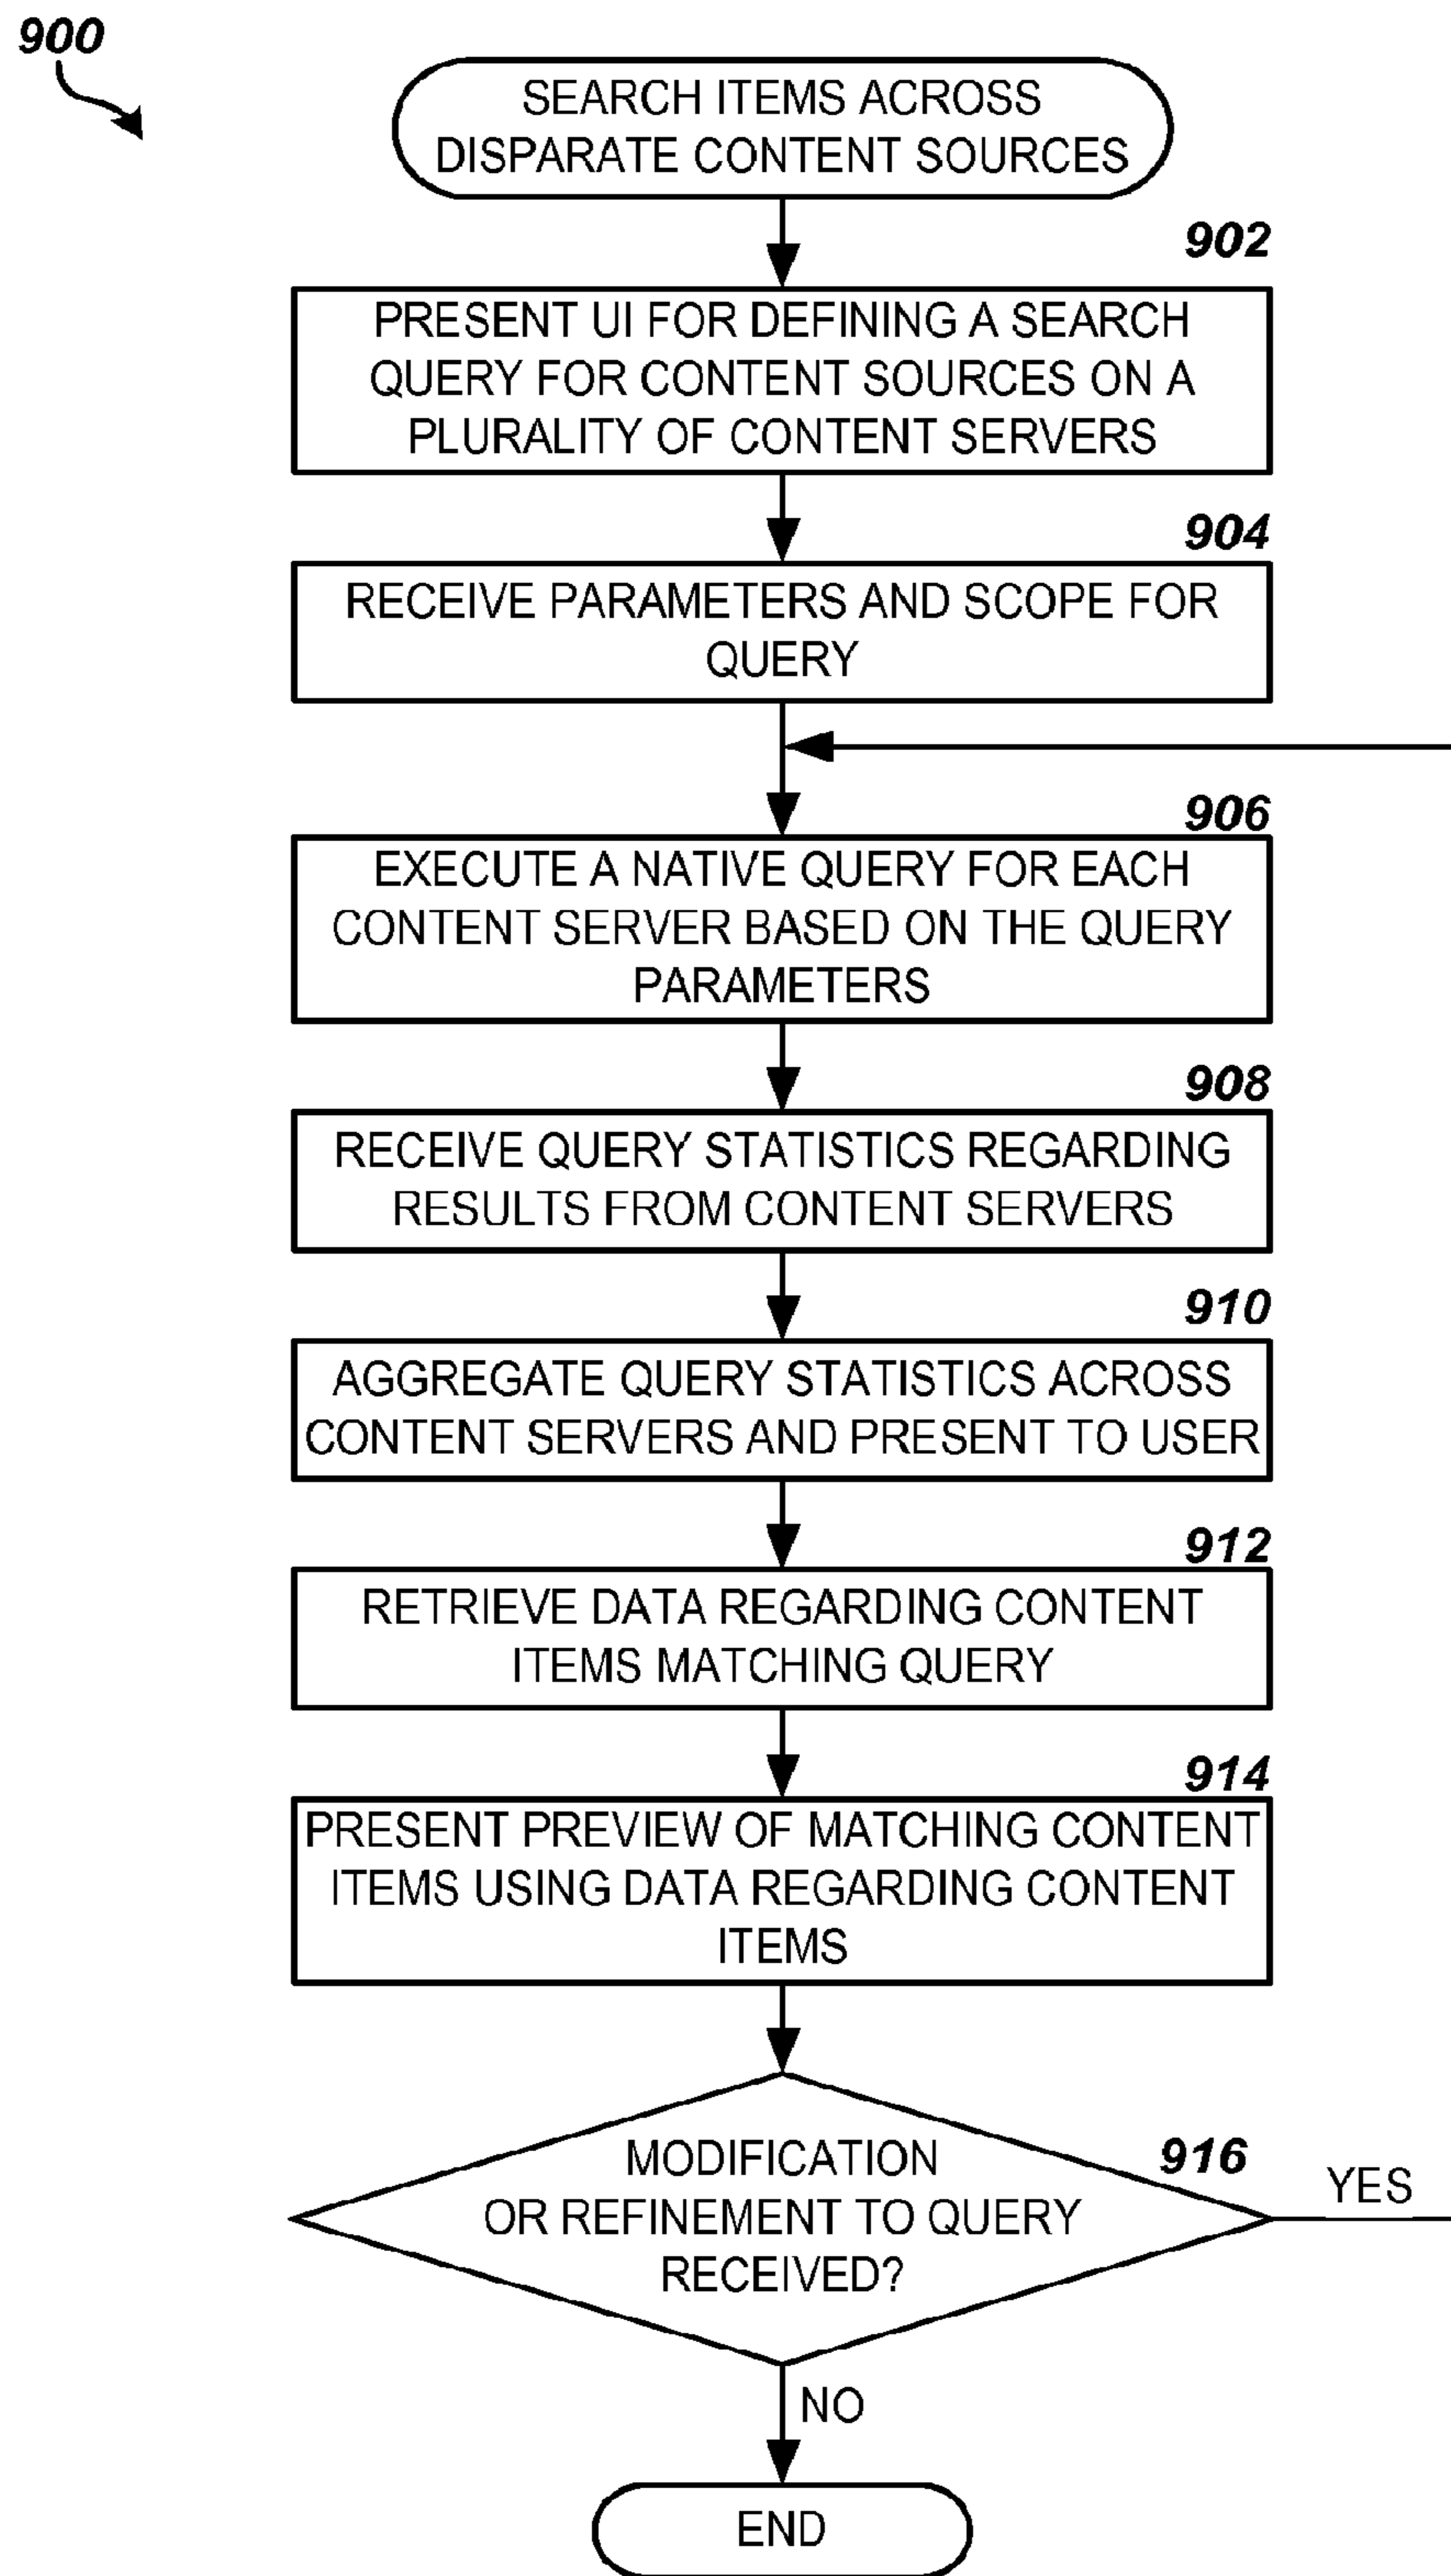 900
SEARCH ITEMS ACROSS
DISPARATE CONTENT SOURCES
902
PRESENT UI FOR DEFINING A SEARCH
QUERY FOR CONTENT SOURCES ON A
PLURALITY OF CONTENT SERVERS
904
RECEIVE PARAMETERS AND SCOPE FOR
QUERY
906
EXECUTE A NATIVE QUERY FOR EACH
CONTENT SERVER BASED ON THE QUERY
PARAMETERS
908
RECEIVE QUERY STATISTICS REGARDING
RESULTS FROM CONTENT SERVERS
910
AGGREGATE QUERY STATISTICS ACROSS
CONTENT SERVERS AND PRESENT TO USER
912
RETRIEVE DATA REGARDING CONTENT
ITEMS MATCHING QUERY
914
PRESENT PREVIEW OF MATCHING CONTENT
ITEMS USING DATA REGARDING CONTENT
ITEMS
916
MODIFICATION
OR REFINEMENT TO QUERY
RECEIVED?
YES
NO
END